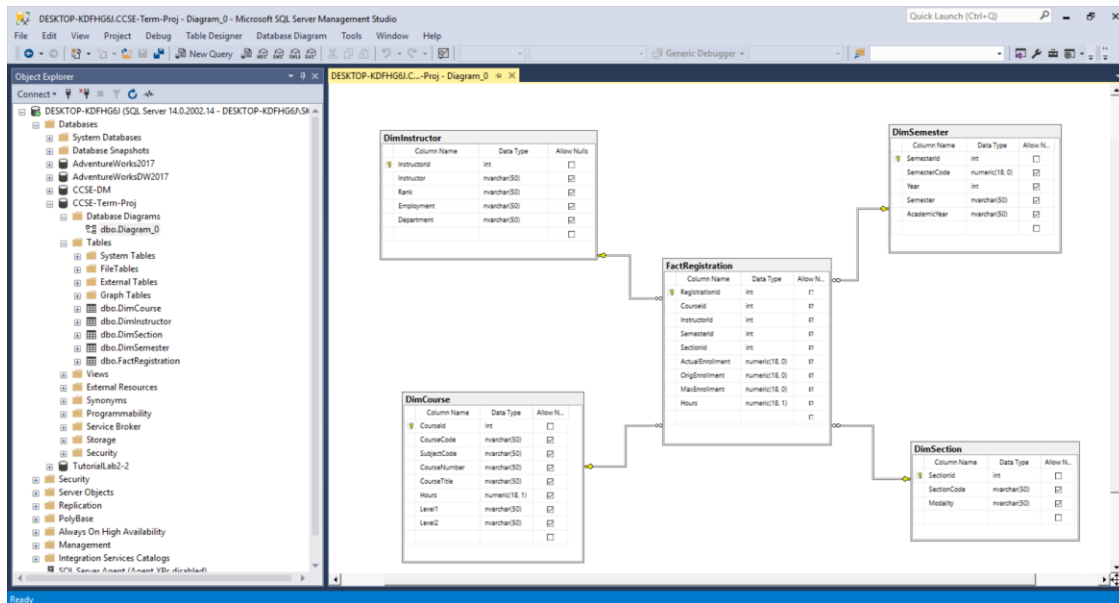 DESKTOP-KDFHG6J.CCSE-Term-Proj - Diagram_0 - Microsoft SQL Server Management Studio
Quick Launch (Ctrl+Q)
File Edit View Project Debug Table Designer Database Diagram Tools Window Help
New Query
Generic Debugger
Object Explorer
DESKTOP-KDFHG6J.C...-Proj - Diagram_0
Connect
DESKTOP-KDFHG6J (SQL Server 14.0.2002.14 - DESKTOP-KDFHG6J\SK
Databases
System Databases
Database Snapshots
AdventureWorks2017
AdventureWorksDW2017
CCSE-DM
CCSE-Term-Proj
Database Diagrams
dbo.Diagram_0
Tables
System Tables
FileTables
External Tables
Graph Tables
dbo.DimCourse
dbo.DimInstructor
dbo.DimSection
dbo.DimSemester
dbo.FactRegistration
Views
External Resources
Synonyms
Programmability
Service Broker
Storage
Security
TutorialLab2-2
Security
Server Objects
Replication
PolyBase
Always On High Availability
Management
Integration Services Catalogs
SQL Server Agent (Agent XPs disabled)
DimInstructor
Column Name Data Type Allow Nulls
InstructorId int
Instructor nvarchar(50)
Rank nvarchar(50)
Employment nvarchar(50)
Department nvarchar(50)
DimSemester
Column Name Data Type Allow N...
SemesterId int
SemesterCode numeric(18, 0)
Year int
Semester nvarchar(50)
AcademicYear nvarchar(50)
FactRegistration
Column Name Data Type Allow N...
RegistrationId int
CourseId int
InstructorId int
SemesterId int
SectionId int
ActualEnrollment numeric(18, 0)
OrigEnrollment numeric(18, 0)
MaxEnrollment numeric(18, 0)
Hours numeric(18, 1)
DimCourse
Column Name Data Type Allow N...
CourseId int
CourseCode nvarchar(50)
SubjectCode nvarchar(50)
CourseNumber nvarchar(50)
CourseTitle nvarchar(50)
Hours numeric(18, 1)
Level1 nvarchar(50)
Level2 nvarchar(50)
DimSection
Column Name Data Type Allow N...
SectionId int
SectionCode nvarchar(50)
Modality nvarchar(50)
Ready